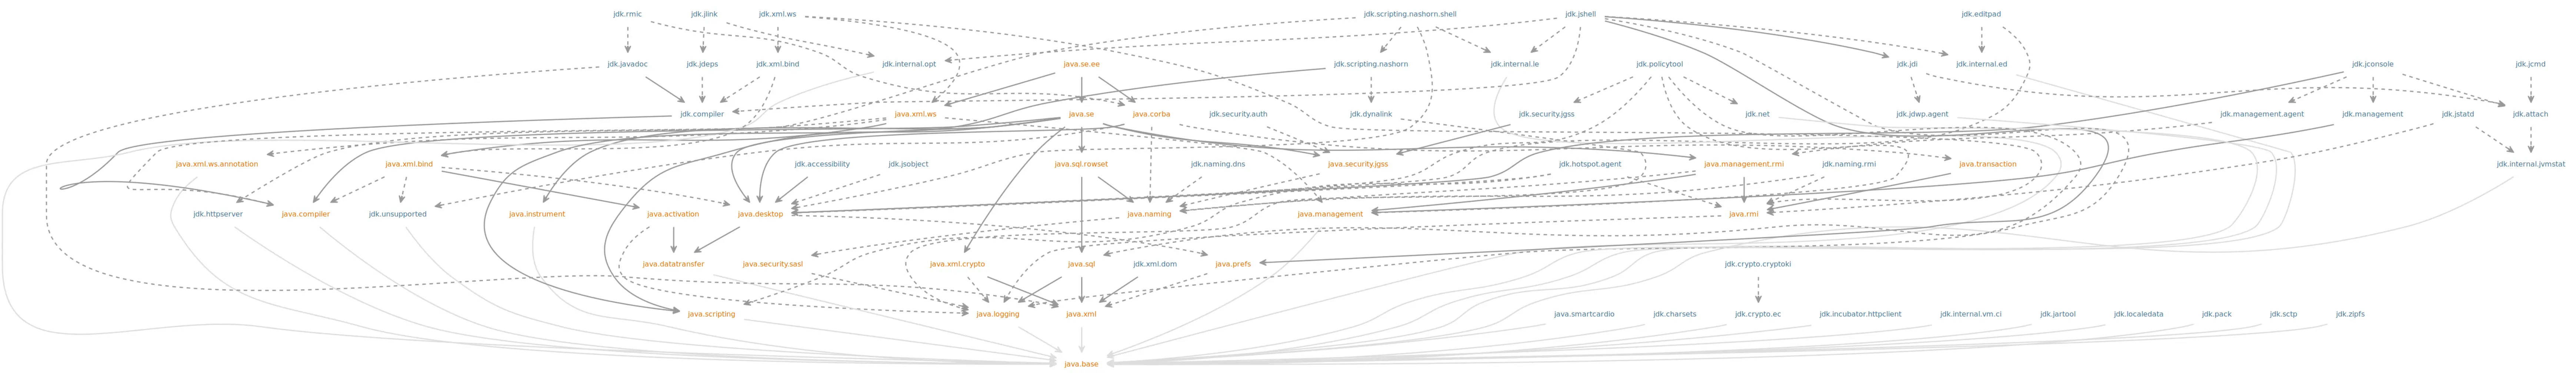 jdk.rmic
jdk.jlink
jdk.xml.ws
jdk.scripting.nashorn.shell
jdk.jshell
jdk.editpad
jdk.javadoc
jdk.jdeps
jdk.xml.bind
jdk.internal.opt
java.se.ee
jdk.scripting.nashorn
jdk.internal.le
jdk.policytool
jdk.jdi
jdk.internal.ed
jdk.jconsole
jdk.jcmd
jdk.compiler
java.xml.ws
java.se
java.corba
jdk.security.auth
jdk.dynalink
jdk.security.jgss
jdk.net
jdk.jdwp.agent
jdk.management.agent
jdk.management
jdk.jstatd
jdk.attach
java.xml.ws.annotation
java.xml.bind
jdk.accessibility
jdk.jsobject
java.sql.rowset
jdk.naming.dns
java.security.jgss
jdk.hotspot.agent
java.management.rmi
jdk.naming.rmi
java.transaction
jdk.internal.jvmstat
jdk.httpserver
java.compiler
jdk.unsupported
java.instrument
java.activation
java.desktop
java.naming
java.management
java.rmi
java.datatransfer
java.security.sasl
java.xml.crypto
java.sql
jdk.xml.dom
java.prefs
jdk.crypto.cryptoki
java.scripting
java.logging
java.xml
java.smartcardio
jdk.charsets
jdk.crypto.ec
jdk.incubator.httpclient
jdk.internal.vm.ci
jdk.jartool
jdk.localedata
jdk.pack
jdk.sctp
jdk.zipfs
java.base